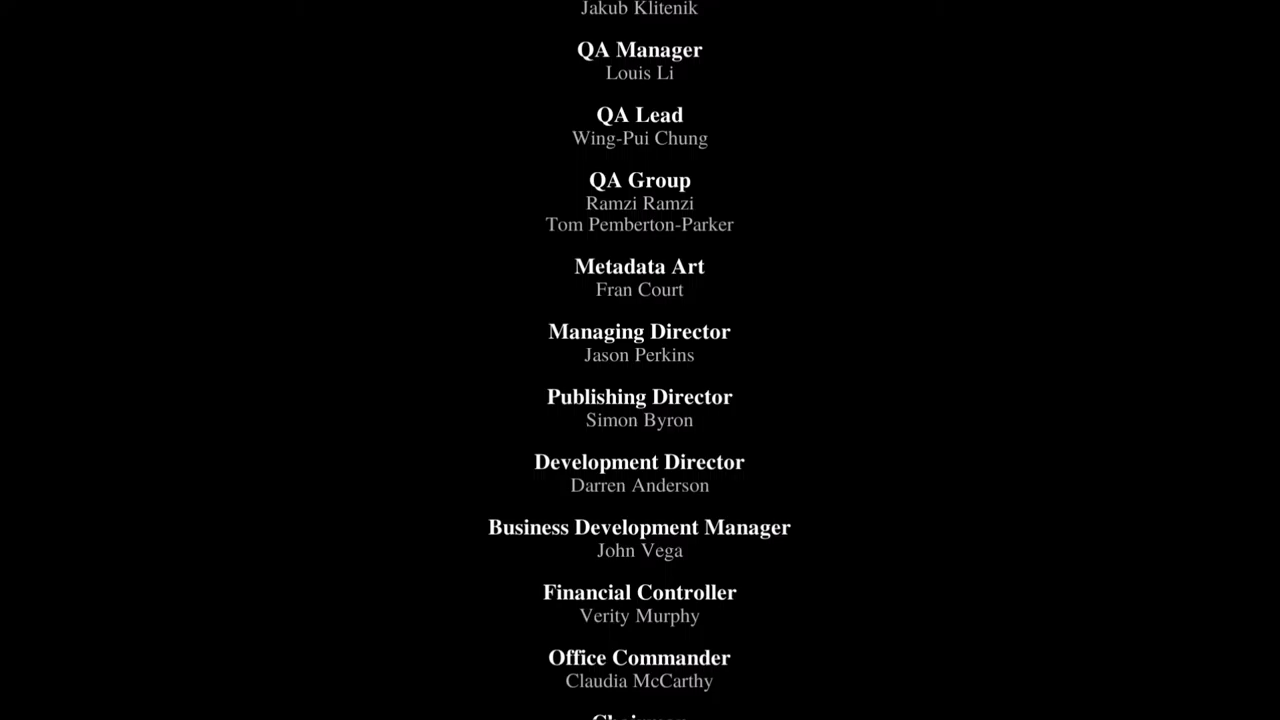 Jakub Klitenik
QA Manager
Louis Li
QA Lead
Wing-Pui Chung
QA Group
Ramzi Ramzi
Tom Pemberton-Parker
Metadata Art
Fran Court
Managing Director
Jason Perkins
Publishing Director
Simon Byron
Development Director
Darren Anderson
Business Development Manager
John Vega
Financial Controller
Verity Murphy
Office Commander
Claudia McCarthy
Chairman